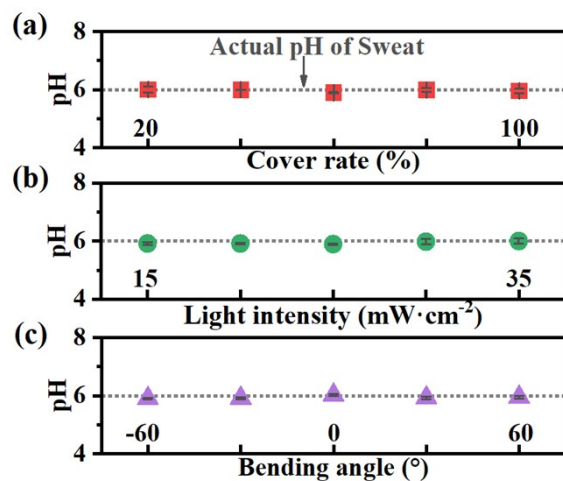 (a)
8
Actual pH of Sweat
pH
6
4
20
100
Cover rate (%)
(b)
8
pH
6
4
15
35
Light intensity (mW·cm⁻²)
(c)
8
pH
6
4
-60
0
60
Bending angle (°)